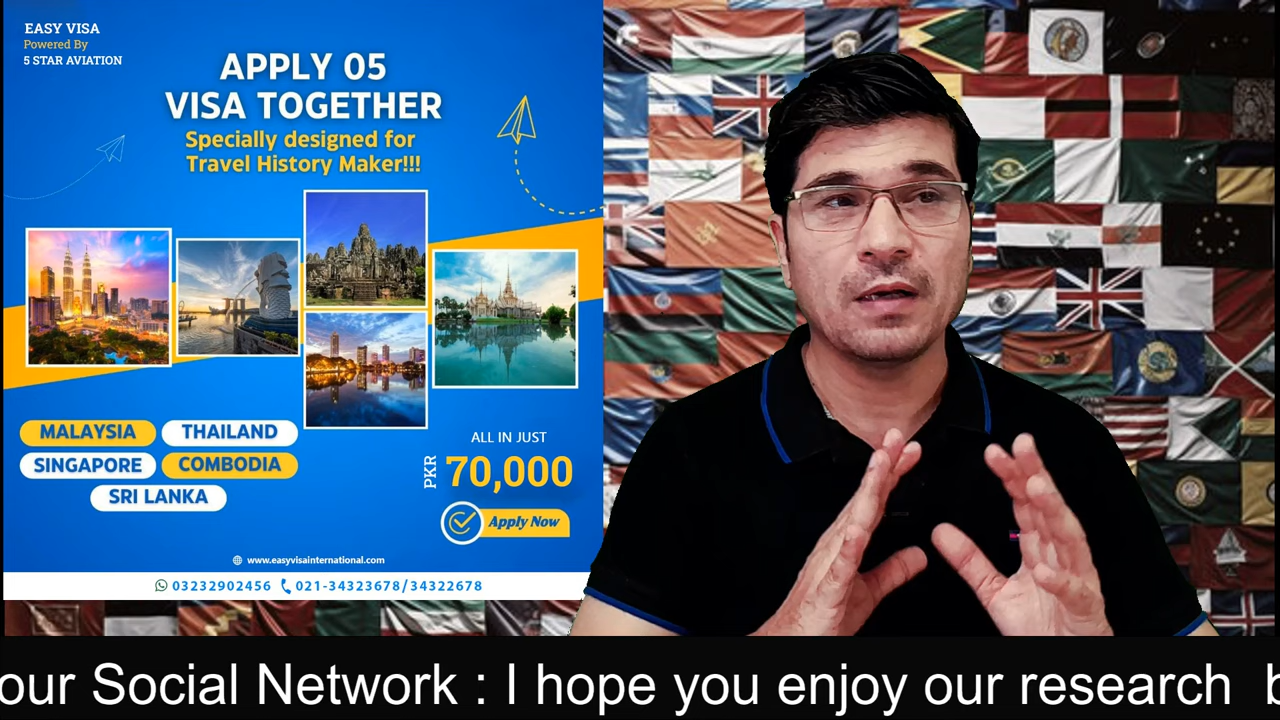 EASY VISA
Powered By
5 STAR AVIATION
APPLY 05
VISA TOGETHER
Specially designed for
Travel History Maker!!!
MALAYSIA
THAILAND
SINGAPORE
COMBODIA
SRI LANKA
ALL IN JUST
PKR 70,000
Apply Now
www.easyvisainternational.com
03232902456 021-34323678/34322678
our Social Network : I hope you enjoy our research